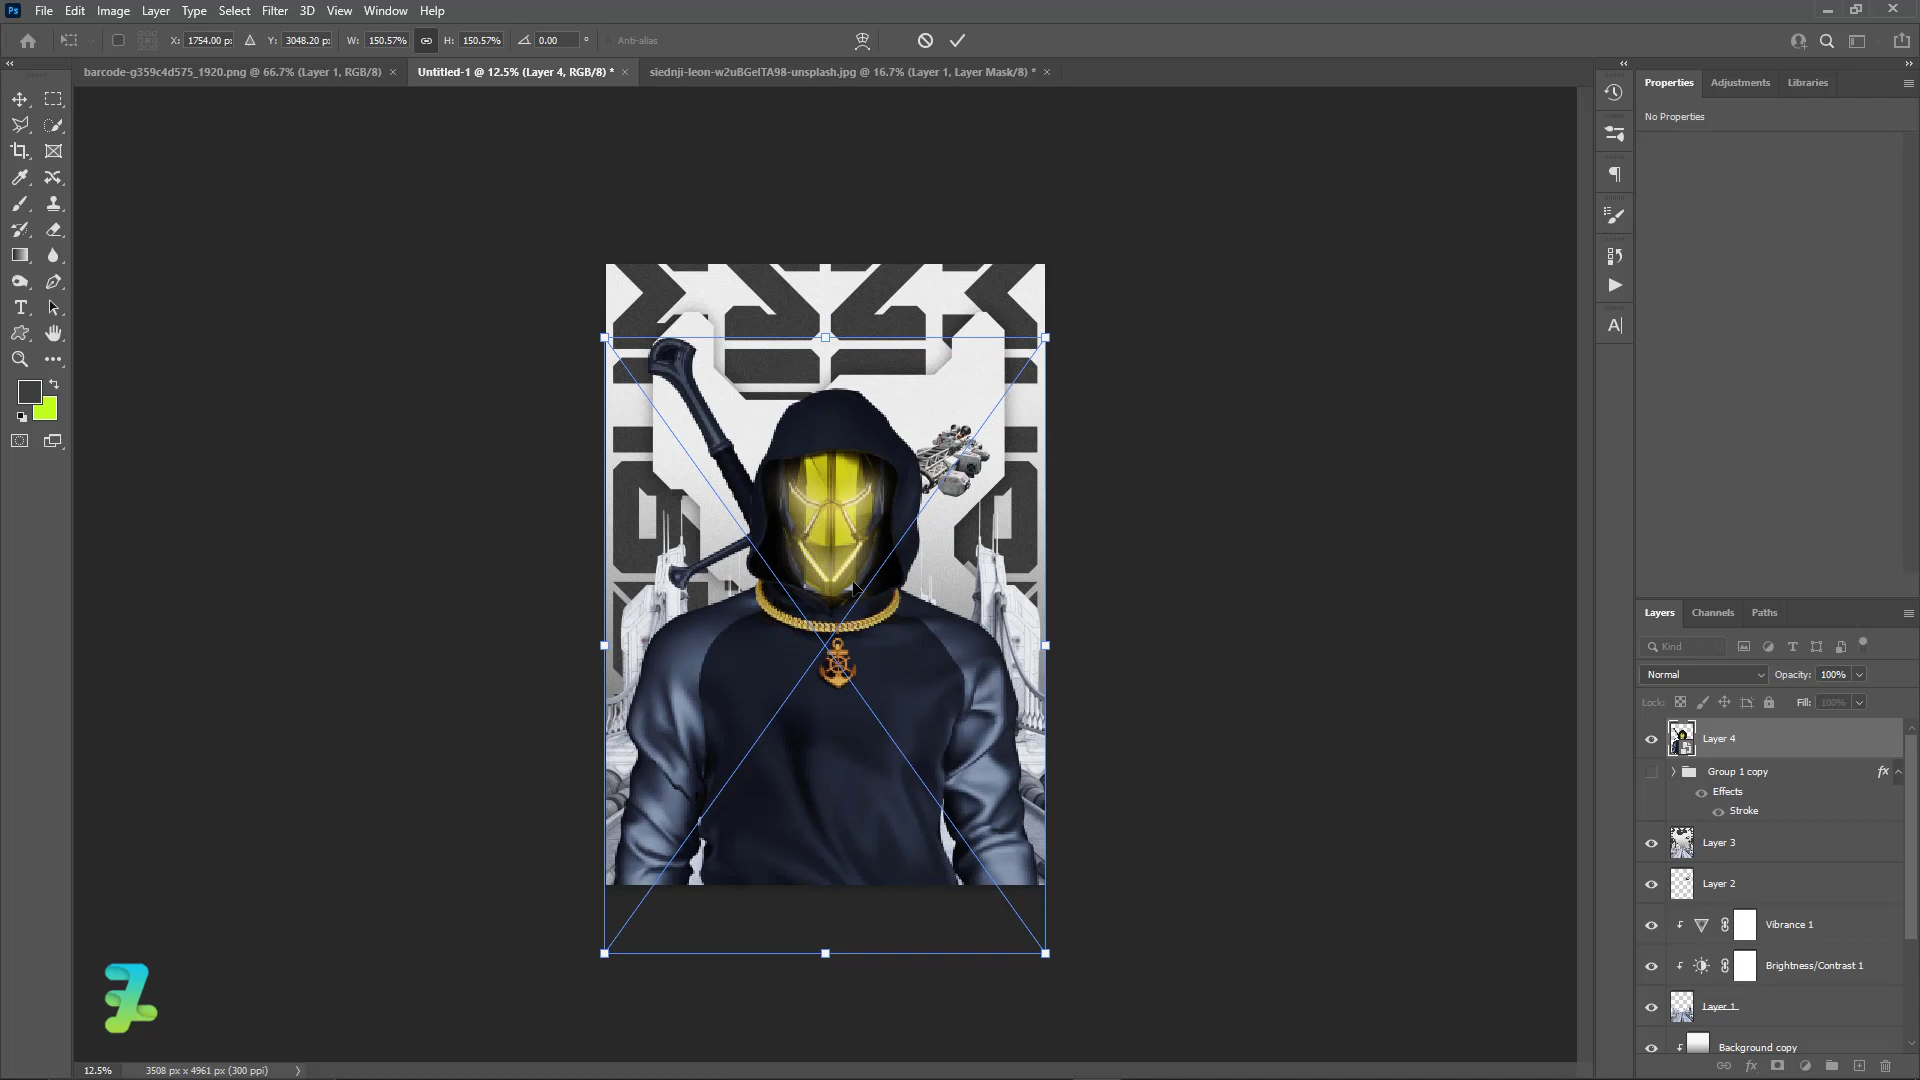 Ps File Edit Image Layer Type Select Filter 3D View Window Help
X: 1754.00 px Y: 3048.20 px W: 150.57% H: 150.57% 0.00 ° Anti-alias
barcode-g359c4d575_1920.png @ 66.7% (Layer 1, RGB/8) × Untitled-1 @ 12.5% (Layer 4, RGB/8) * × siednji-leon-w2uBGeITA98-unsplash.jpg @ 16.7% (Layer 1, Layer Mask/8) * ×
Properties Adjustments Libraries
No Properties
Layers Channels Paths
Kind
Normal Opacity: 100%
Lock: Fill: 100%
Layer 4
Group 1 copy fx
Effects
Stroke
Layer 3
Layer 2
Vibrance 1
Brightness/Contrast 1
Layer 1
Background copy
fx
12.5% 3508 px x 4961 px (300 ppi)